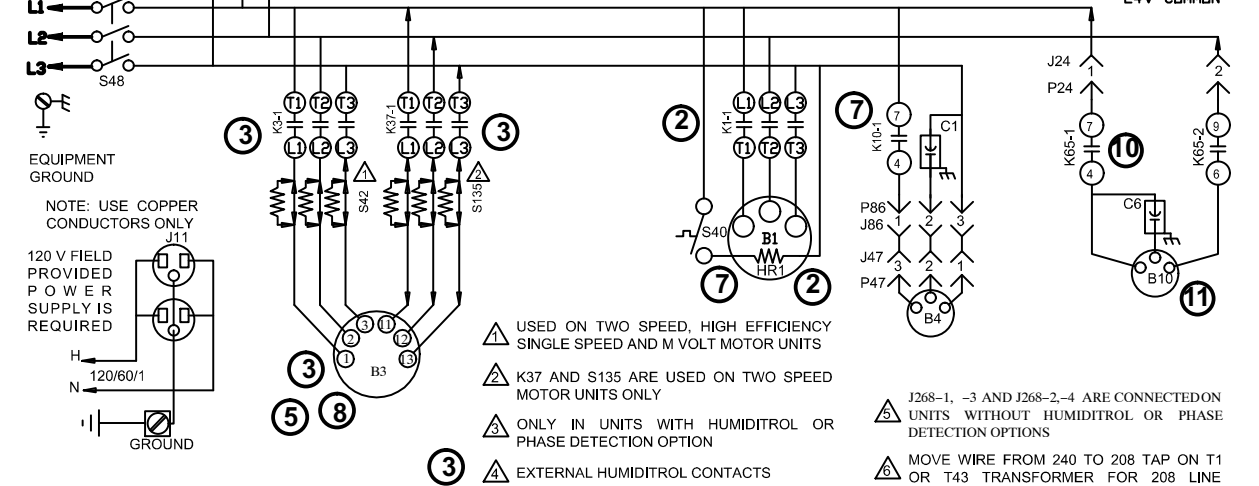 L1
L2
L3
S48
EQUIPMENT
GROUND
NOTE: USE COPPER
CONDUCTORS ONLY
J11
120 V FIELD
PROVIDED
POWER
SUPPLY IS
REQUIRED
H
120/60/1
N
GROUND
T1 T2 T3
K3-1
L1 L2 L3
3
T1 T2 T3
K37-1
L1 L2 L3
3
1
S42
2
S135
3 11
2 12
1 13
B3
3
5
8
2
L1 L2 L3
K1-1
T1 T2 T3
S40
B1
HR1
7
2
7
7
K10-1
4
C1
P86
J86
1 2 3
J47
3 2 1
P47
B4
J24
1 2
P24
7
K65-1
4
10
9
K65-2
6
C6
B10
11
1 USED ON TWO SPEED, HIGH EFFICIENCY
SINGLE SPEED AND M VOLT MOTOR UNITS
2 K37 AND S135 ARE USED ON TWO SPEED
MOTOR UNITS ONLY
3 ONLY IN UNITS WITH HUMIDITROL OR
PHASE DETECTION OPTION
3
4 EXTERNAL HUMIDITROL CONTACTS
5 J268–1, –3 AND J268–2,–4 ARE CONNECTED ON
UNITS WITHOUT HUMIDITROL OR PHASE
DETECTION OPTIONS
6 MOVE WIRE FROM 240 TO 208 TAP ON T1
OR T43 TRANSFORMER FOR 208 LINE